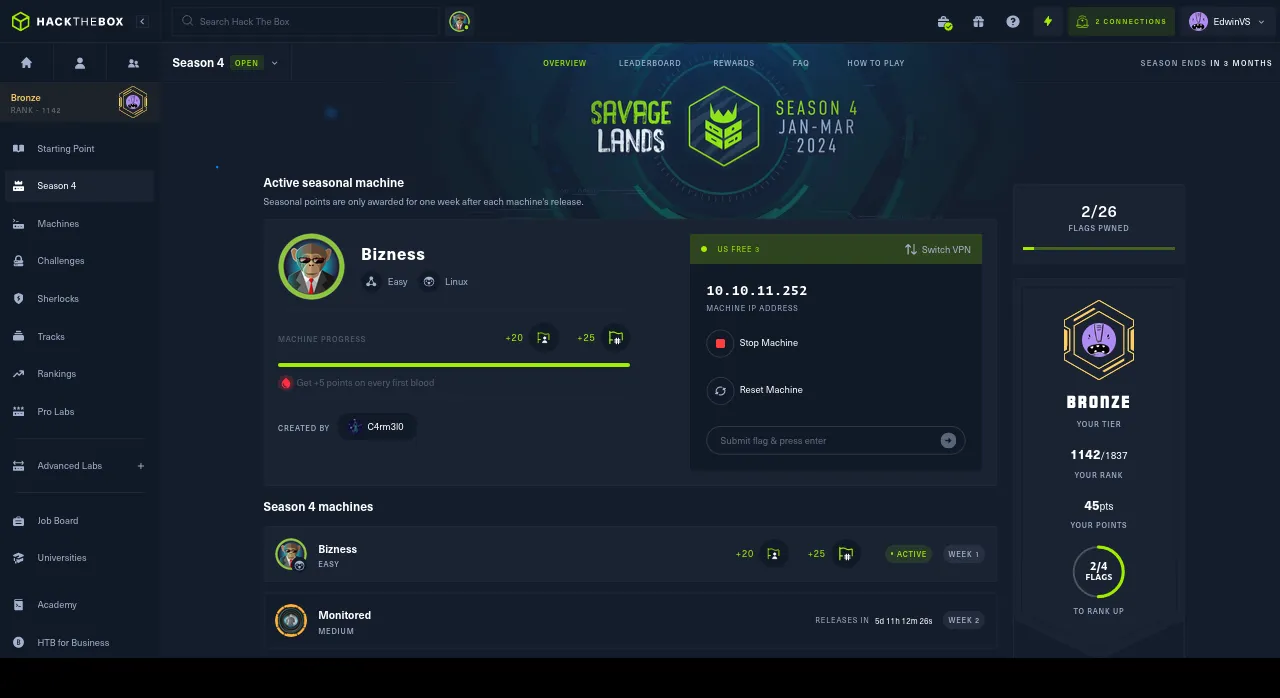 HACKTHEBOX
Search Hack The Box
2 CONNECTIONS
EdwinVS
Season 4 OPEN
OVERVIEW LEADERBOARD REWARDS FAQ HOW TO PLAY
SEASON ENDS IN 3 MONTHS
Bronze
RANK - 1142
Starting Point
Season 4
Machines
Challenges
Sherlocks
Tracks
Rankings
Pro Labs
Advanced Labs +
Job Board
Universities
Academy
HTB for Business
SAVAGE
LANDS
SEASON 4
JAN-MAR
2024
Active seasonal machine
Seasonal points are only awarded for one week after each machine's release.
Bizness
Easy Linux
MACHINE PROGRESS +20 +25
Get +5 points on every first blood
CREATED BY C4rm3l0
US FREE 3 Switch VPN
10.10.11.252
MACHINE IP ADDRESS
Stop Machine
Reset Machine
Submit flag & press enter
Season 4 machines
Bizness
EASY
+20 +25 ACTIVE WEEK 1
Monitored
MEDIUM
RELEASES IN 5d 11h 12m 26s WEEK 2
2/26
FLAGS PWNED
BRONZE
YOUR TIER
1142/1837
YOUR RANK
45pts
YOUR POINTS
2/4
FLAGS
TO RANK UP